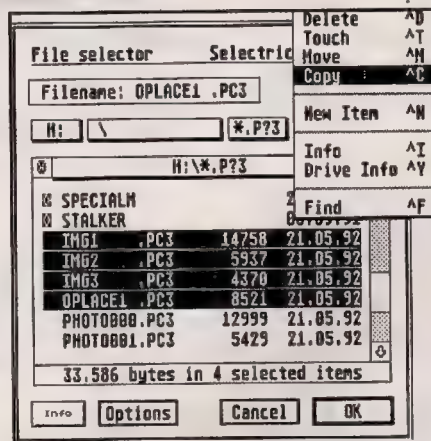 Delete ^D
Touch ^T
Move ^M
Copy ^C
New Item ^N
Info ^I
Drive Info ^Y
Find ^F
File selector Selectric
Filename: OPLACE1 .PC3
H: \ *.P?3
H:\*.P?3
SPECIALM
STALKER
IMG1 .PC3 14758 21.05.92
IMG2 .PC3 5937 21.05.92
IMG3 .PC3 4370 21.05.92
OPLACE1 .PC3 8521 21.05.92
PHOTO000.PC3 12999 21.05.92
PHOTO001.PC3 5429 21.05.92
33.586 bytes in 4 selected items
Info Options Cancel OK